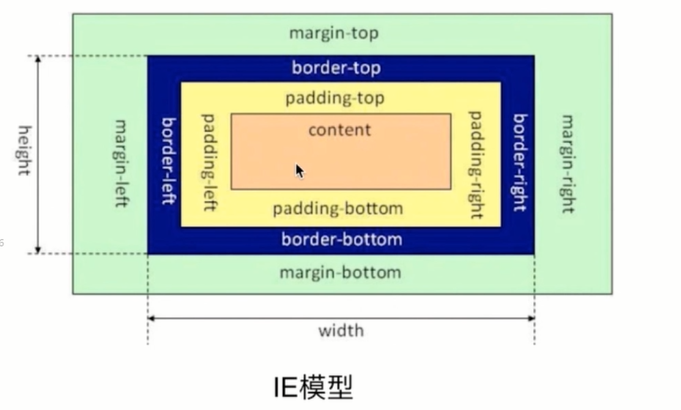 margin-top
border-top
padding-top
content
height
margin-left
border-left
padding-left
padding-right
border-right
margin-right
padding-bottom
border-bottom
margin-bottom
width
IE模型